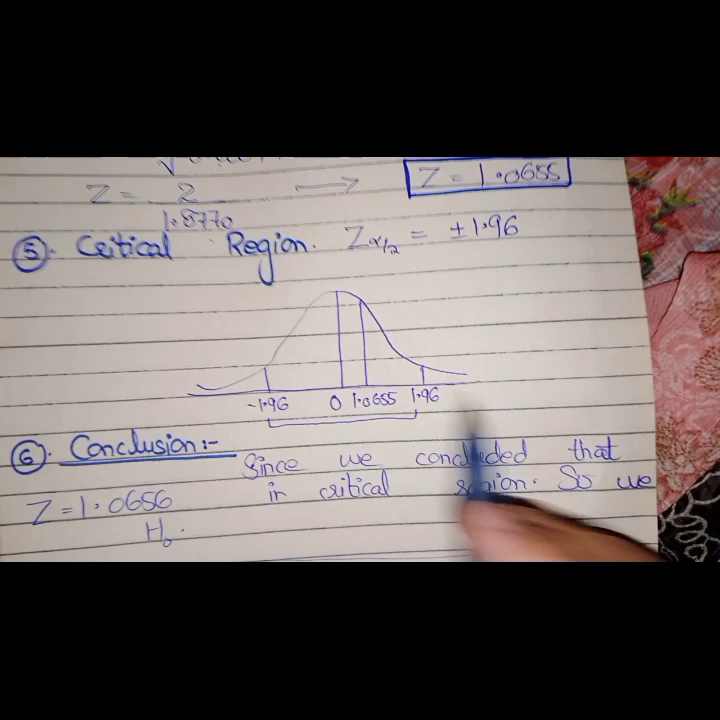 Z = 2 → Z = 1.0655
1.8770
5. Critical Region. Zα/2 = ±1.96
-1.96 0 1.0655 1.96
6. Conclusion:- Since we concluded that
Z = 1.0656 in critical region. So we
H₀.